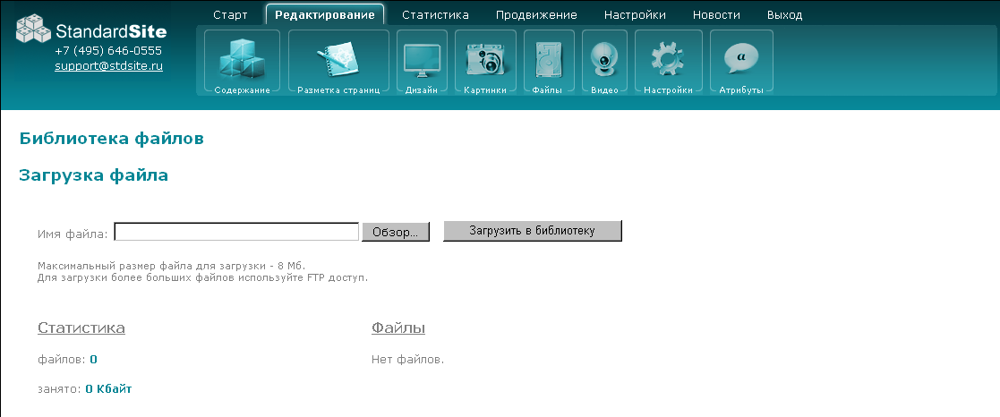 StandardSite
+7 (495) 646-0555
support@stdsite.ru
Старт Редактирование Статистика Продвижение Настройки Новости Выход
a
Содержание Разметка страниц Дизайн Картинки Файлы Видео Настройки Атрибуты
Библиотека файлов
Загрузка файла
Имя файла: Обзор... Загрузить в библиотеку
Максимальный размер файла для загрузки - 8 Мб.
Для загрузки более больших файлов используйте FTP доступ.
Статистика Файлы
файлов: 0 Нет файлов.
занято: 0 Кбайт